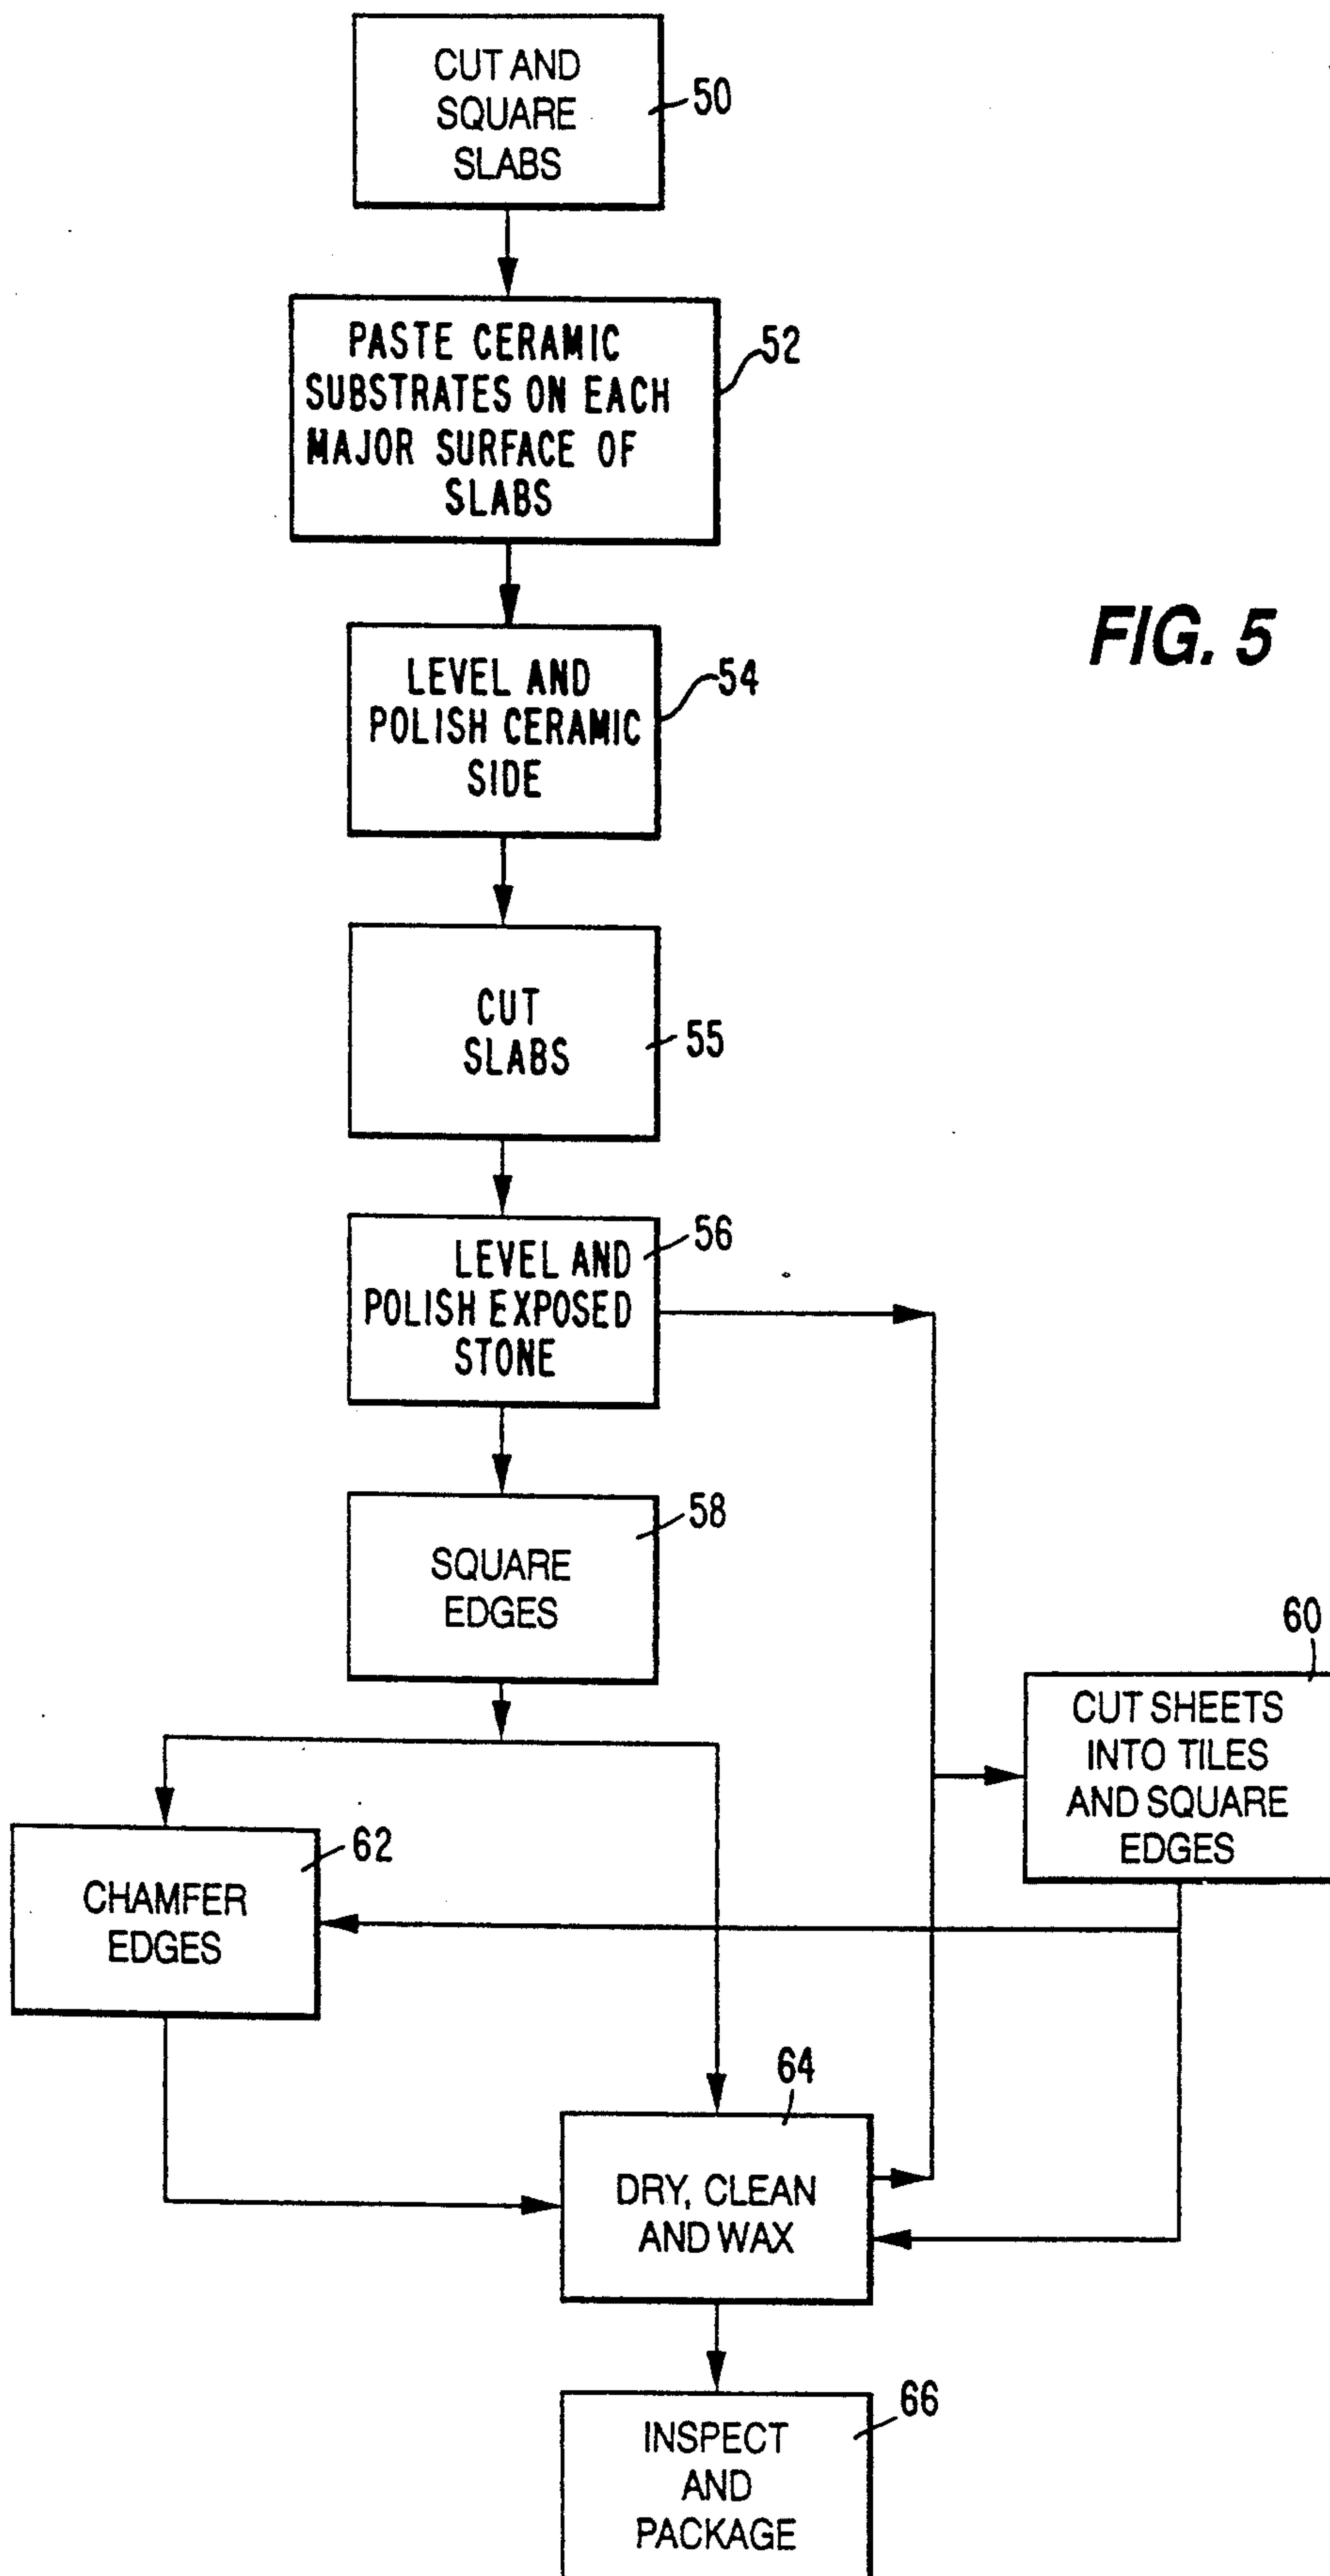 CUT AND
SQUARE
SLABS
50
PASTE CERAMIC
SUBSTRATES ON EACH
MAJOR SURFACE OF
SLABS
52
FIG. 5
LEVEL AND
POLISH CERAMIC
SIDE
54
CUT
SLABS
55
LEVEL AND
POLISH EXPOSED
STONE
56
SQUARE
EDGES
58
60
CUT SHEETS
INTO TILES
AND SQUARE
EDGES
CHAMFER
EDGES
62
64
DRY, CLEAN
AND WAX
66
INSPECT
AND
PACKAGE